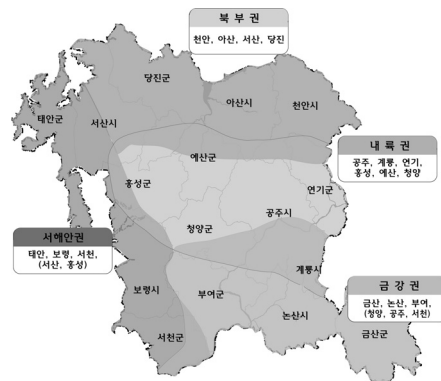 북 부 권
천안, 아산, 서산, 당진
당진군
아산시
천안시
태안군
서산시
내 륙 권
공주, 계룡, 연기,
홍성, 예산, 청양
예산군
홍성군
연기군
공주시
청양군
서해안권
태안, 보령, 서천,
(서산, 홍성)
계룡시
보령시
부여군
금 강 권
금산, 논산, 부여,
(청양, 공주, 서천)
논산시
서천군
금산군